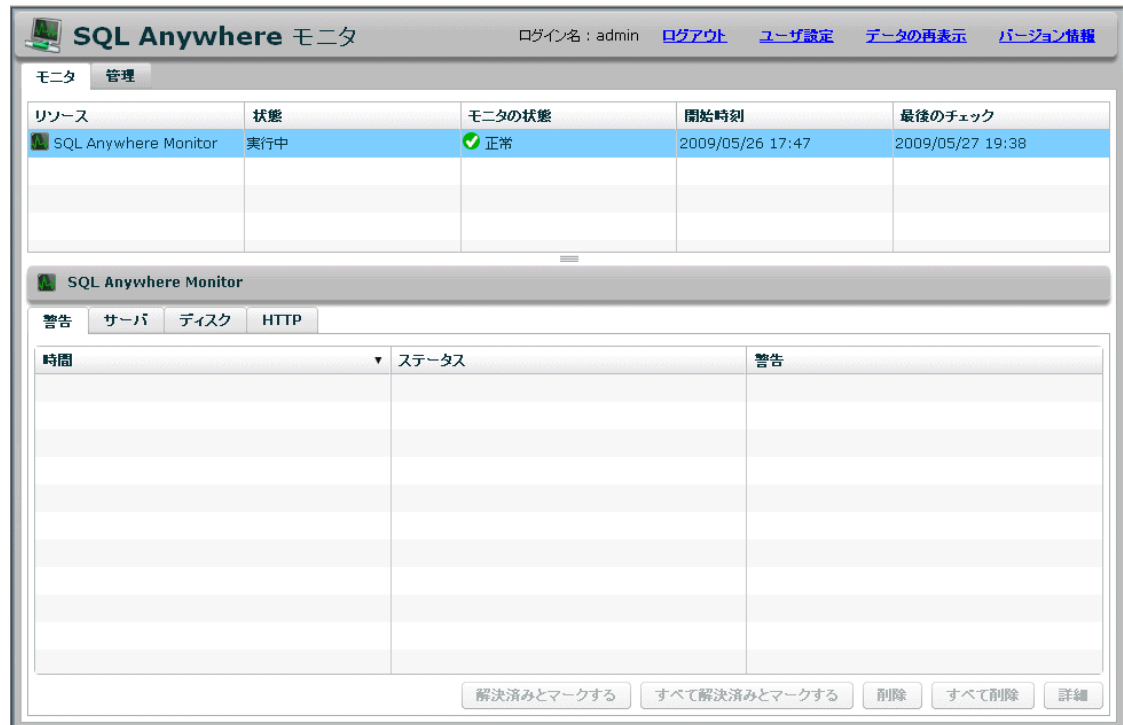 SQL Anywhere モニタ ログイン名：admin ログアウト ユーザ設定 データの再表示 バージョン情報
モニタ 管理
リソース 状態 モニタの状態 開始時刻 最後のチェック
SQL Anywhere Monitor 実行中 正常 2009/05/26 17:47 2009/05/27 19:38
SQL Anywhere Monitor
警告 サーバ ディスク HTTP
時間 ステータス 警告
解決済みとマークする すべて解決済みとマークする 削除 すべて削除 詳細